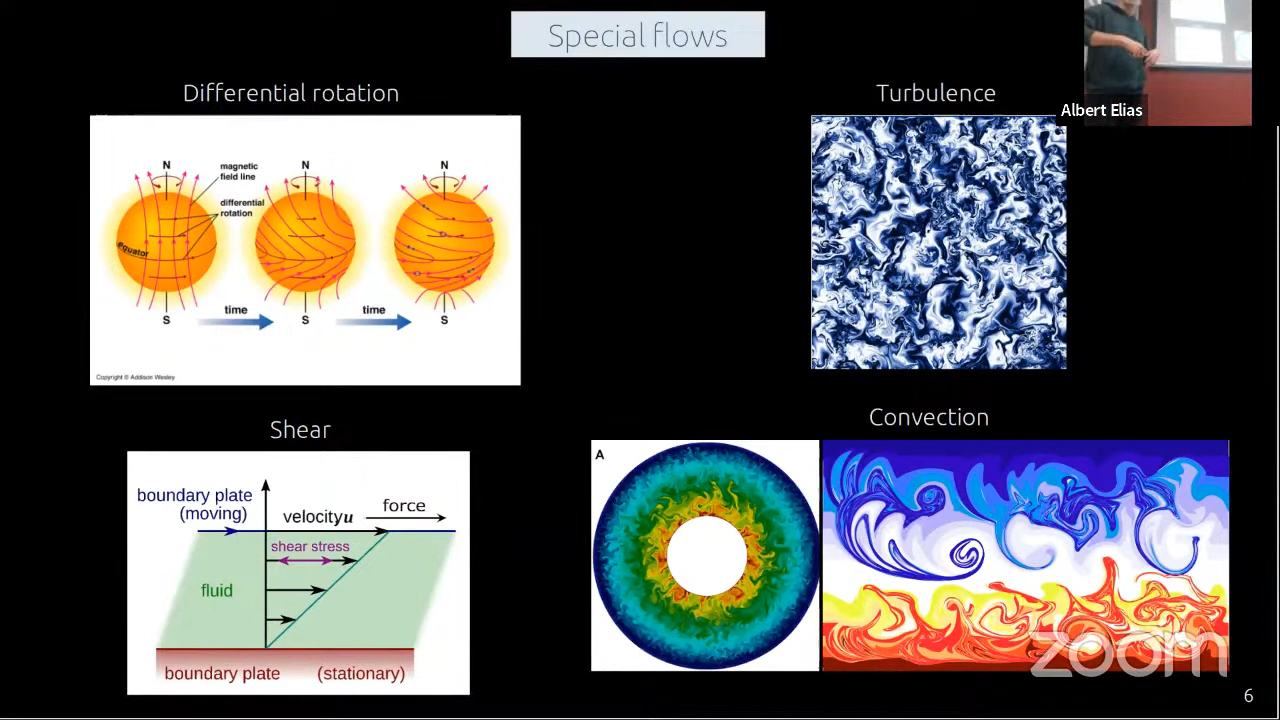 Special flows
Albert Elias
Differential rotation
Turbulence
N
N
N
magnetic
field line
differential
rotation
equator
time
time
S
S
S
Copyright © Addison Wesley
Shear
Convection
boundary plate
(moving)
velocity u
force
shear stress
fluid
boundary plate
(stationary)
A
zoom
6